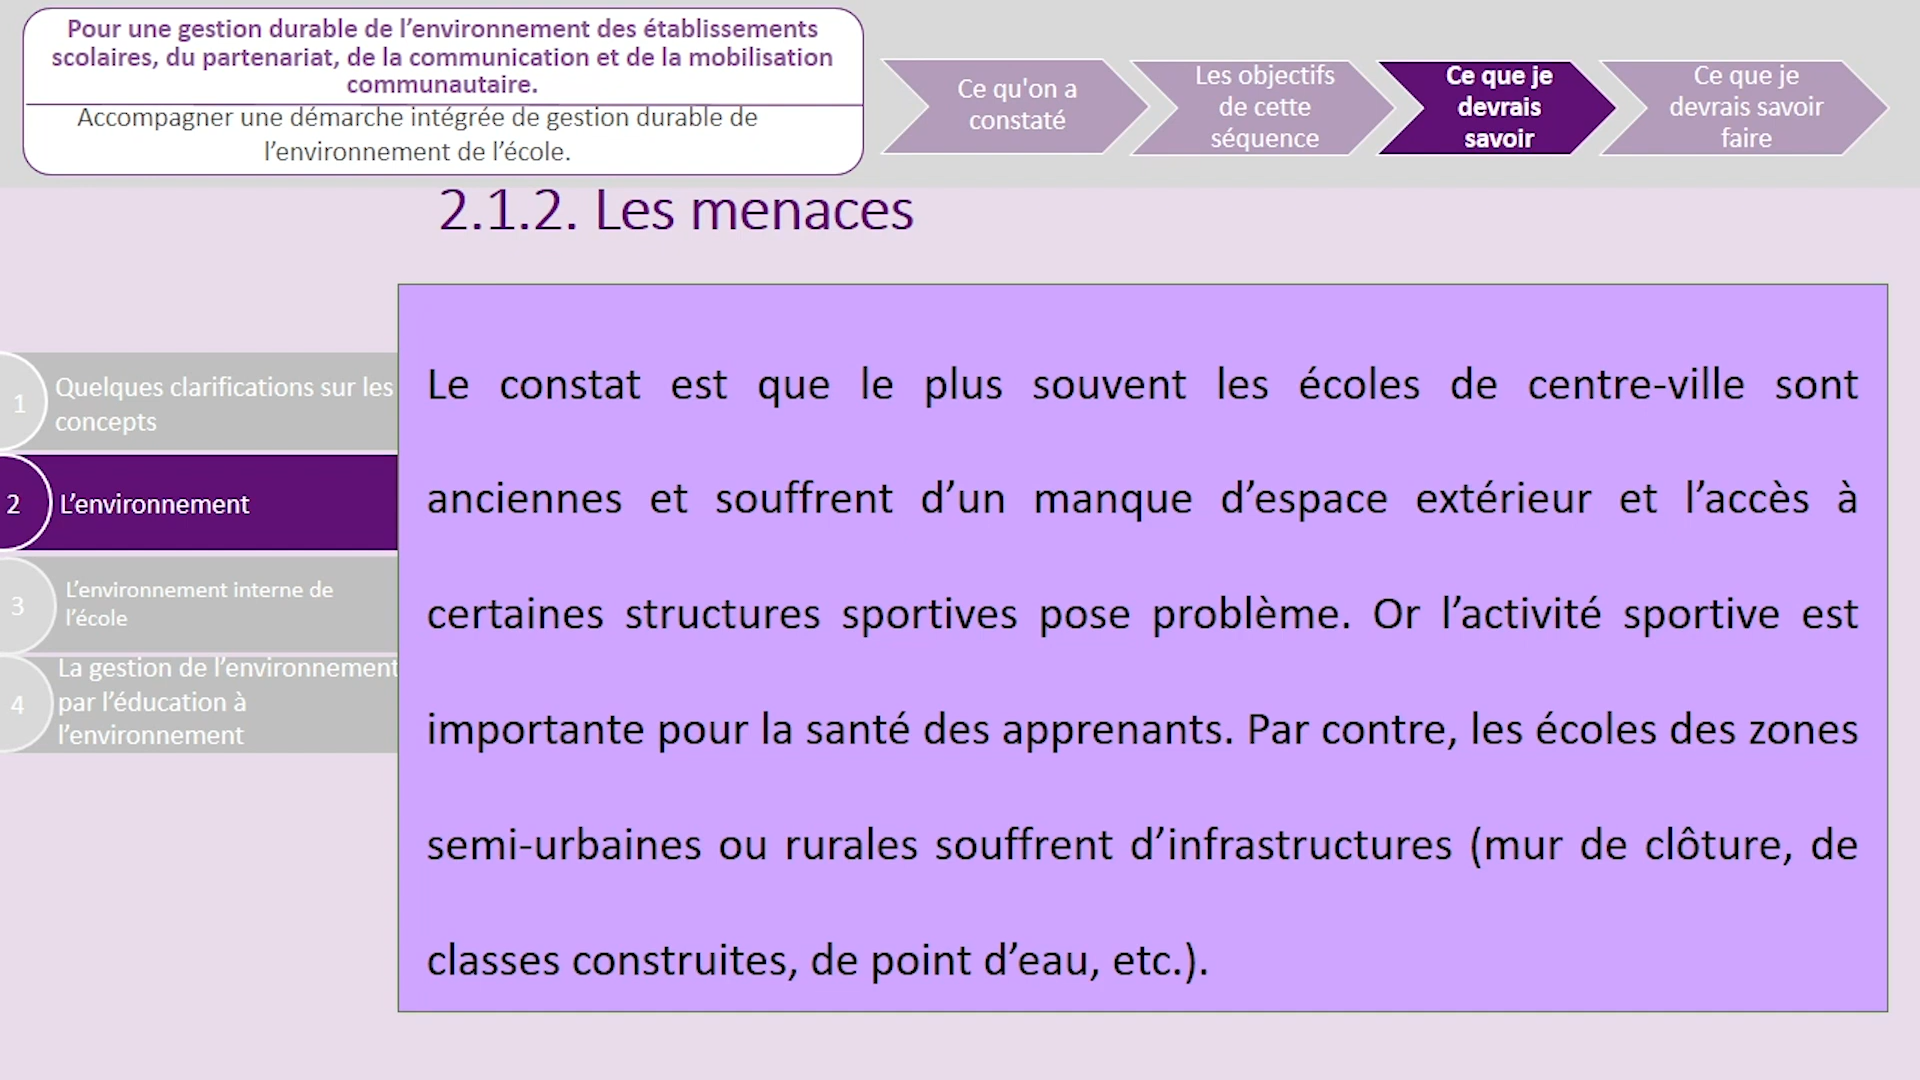 Pour une gestion durable de l’environnement des établissements
scolaires, du partenariat, de la communication et de la mobilisation
communautaire.
Accompagner une démarche intégrée de gestion durable de
l’environnement de l’école.
Ce qu'on a
constaté
Les objectifs
de cette
séquence
Ce que je
devrais
savoir
Ce que je
devrais savoir
faire
2.1.2. Les menaces
1
Quelques clarifications sur les
concepts
2
L’environnement
3
L’environnement interne de
l’école
4
La gestion de l’environnement
par l’éducation à
l’environnement
Le constat est que le plus souvent les écoles de centre-ville sont
anciennes et souffrent d’un manque d’espace extérieur et l’accès à
certaines structures sportives pose problème. Or l’activité sportive est
importante pour la santé des apprenants. Par contre, les écoles des zones
semi-urbaines ou rurales souffrent d’infrastructures (mur de clôture, de
classes construites, de point d’eau, etc.).